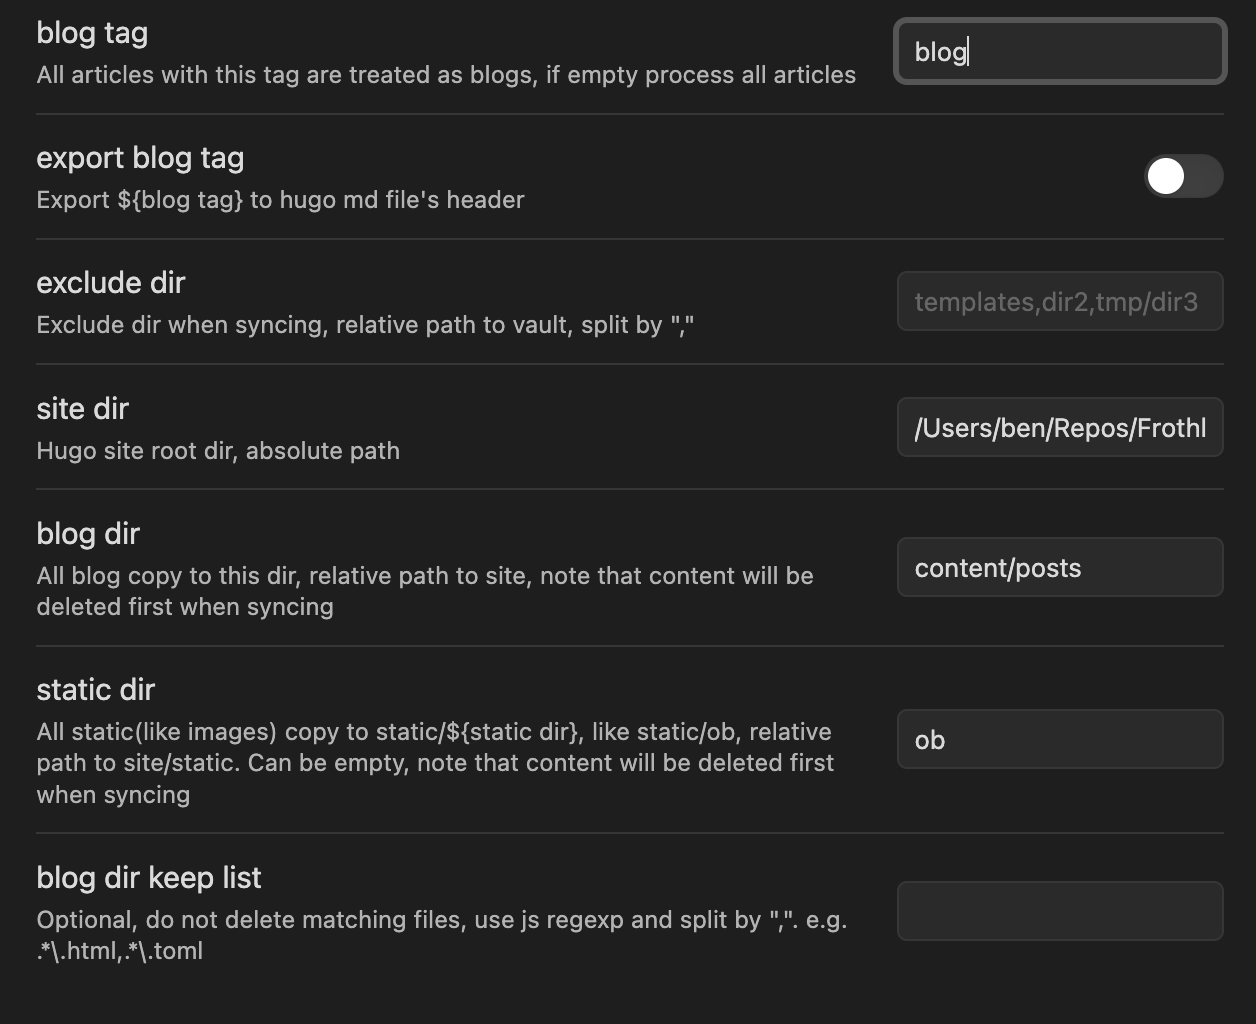 blog tag
All articles with this tag are treated as blogs, if empty process all articles
blog
export blog tag
Export ${blog tag} to hugo md file's header
exclude dir
Exclude dir when syncing, relative path to vault, split by ","
templates,dir2,tmp/dir3
site dir
Hugo site root dir, absolute path
/Users/ben/Repos/Frothl
blog dir
All blog copy to this dir, relative path to site, note that content will be
deleted first when syncing
content/posts
static dir
All static(like images) copy to static/${static dir}, like static/ob, relative
path to site/static. Can be empty, note that content will be deleted first
when syncing
ob
blog dir keep list
Optional, do not delete matching files, use js regexp and split by ",". e.g.
.*\.html,.*\.toml